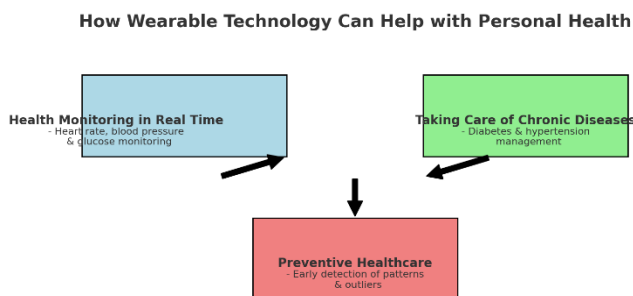 How Wearable Technology Can Help with Personal Health
Health Monitoring in Real Time
- Heart rate, blood pressure
& glucose monitoring
Taking Care of Chronic Diseases
- Diabetes & hypertension
management
Preventive Healthcare
- Early detection of patterns
& outliers